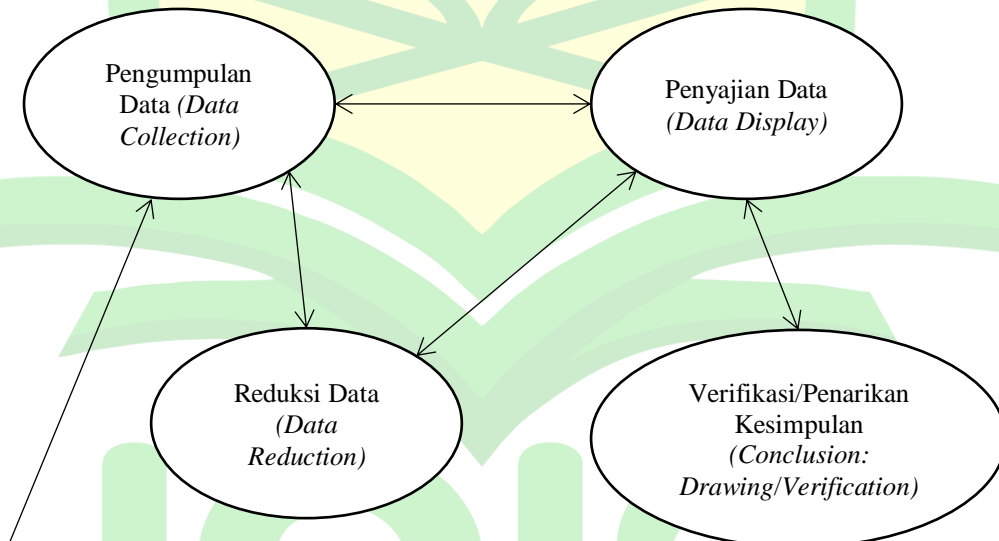 Pengumpulan
Data (Data
Collection)
Penyajian Data
(Data Display)
Reduksi Data
(Data
Reduction)
Verifikasi/Penarikan
Kesimpulan
(Conclusion:
Drawing/Verification)